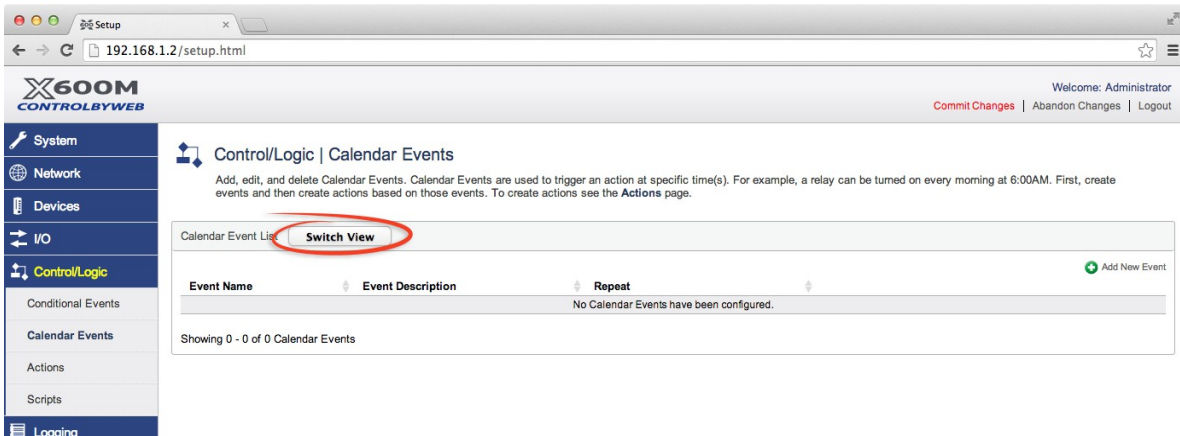 Setup
192.168.1.2/setup.html
X600M
CONTROLBYWEB
Welcome: Administrator
Commit Changes | Abandon Changes | Logout
System
Network
Devices
I/O
Control/Logic
Conditional Events
Calendar Events
Actions
Scripts
Logging
Control/Logic | Calendar Events
Add, edit, and delete Calendar Events. Calendar Events are used to trigger an action at specific time(s). For example, a relay can be turned on every morning at 6:00AM. First, create
events and then create actions based on those events. To create actions see the Actions page.
Calendar Event List Switch View
Add New Event
Event Name Event Description Repeat
No Calendar Events have been configured.
Showing 0 - 0 of 0 Calendar Events